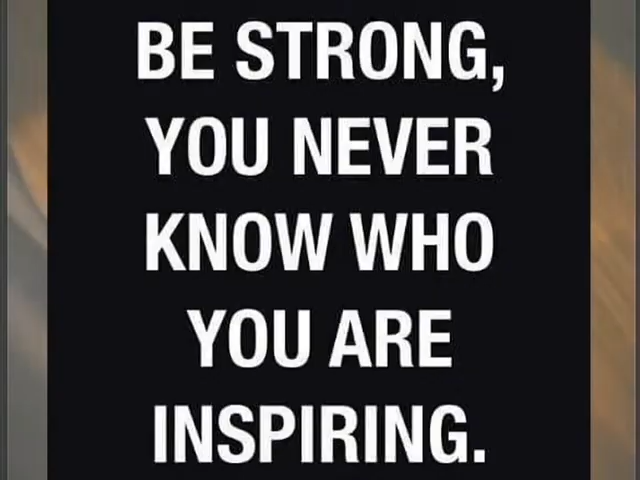 BE STRONG,
YOU NEVER
KNOW WHO
YOU ARE
INSPIRING.